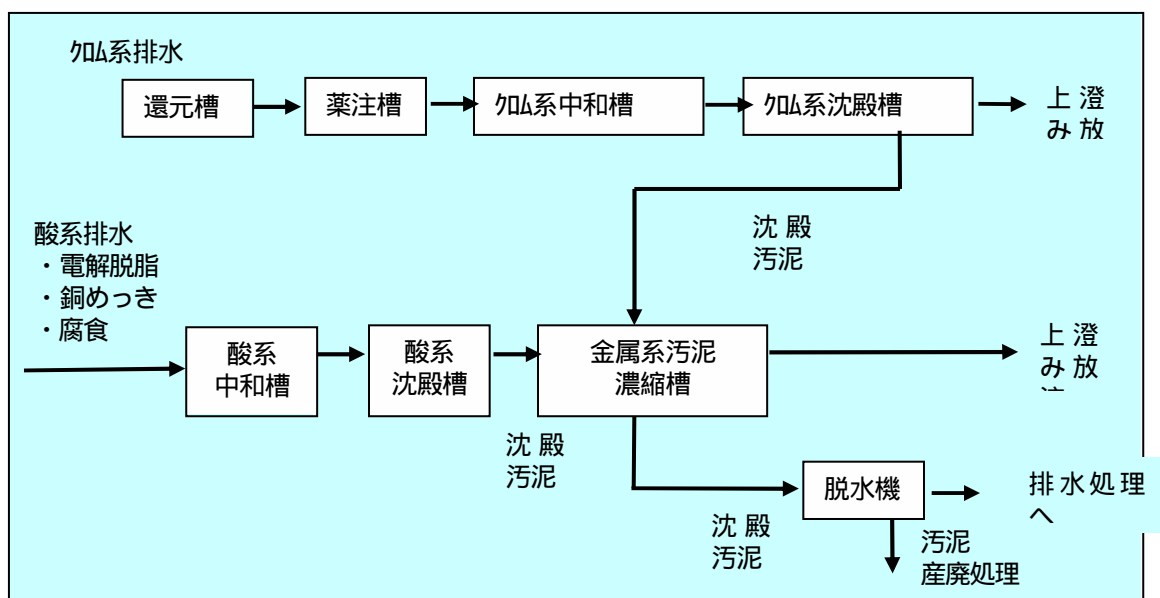 ｸﾛﾑ系排水
還元槽
薬注槽
ｸﾛﾑ系中和槽
ｸﾛﾑ系沈殿槽
上 澄
み 放
沈 殿
汚泥
酸系排水
・電解脱脂
・銅めっき
・腐食
酸系
中和槽
酸系
沈殿槽
金属系汚泥
濃縮槽
上 澄
み 放
沈 殿
汚泥
脱水機
排水処理
へ
沈 殿
汚泥
汚泥
産廃処理